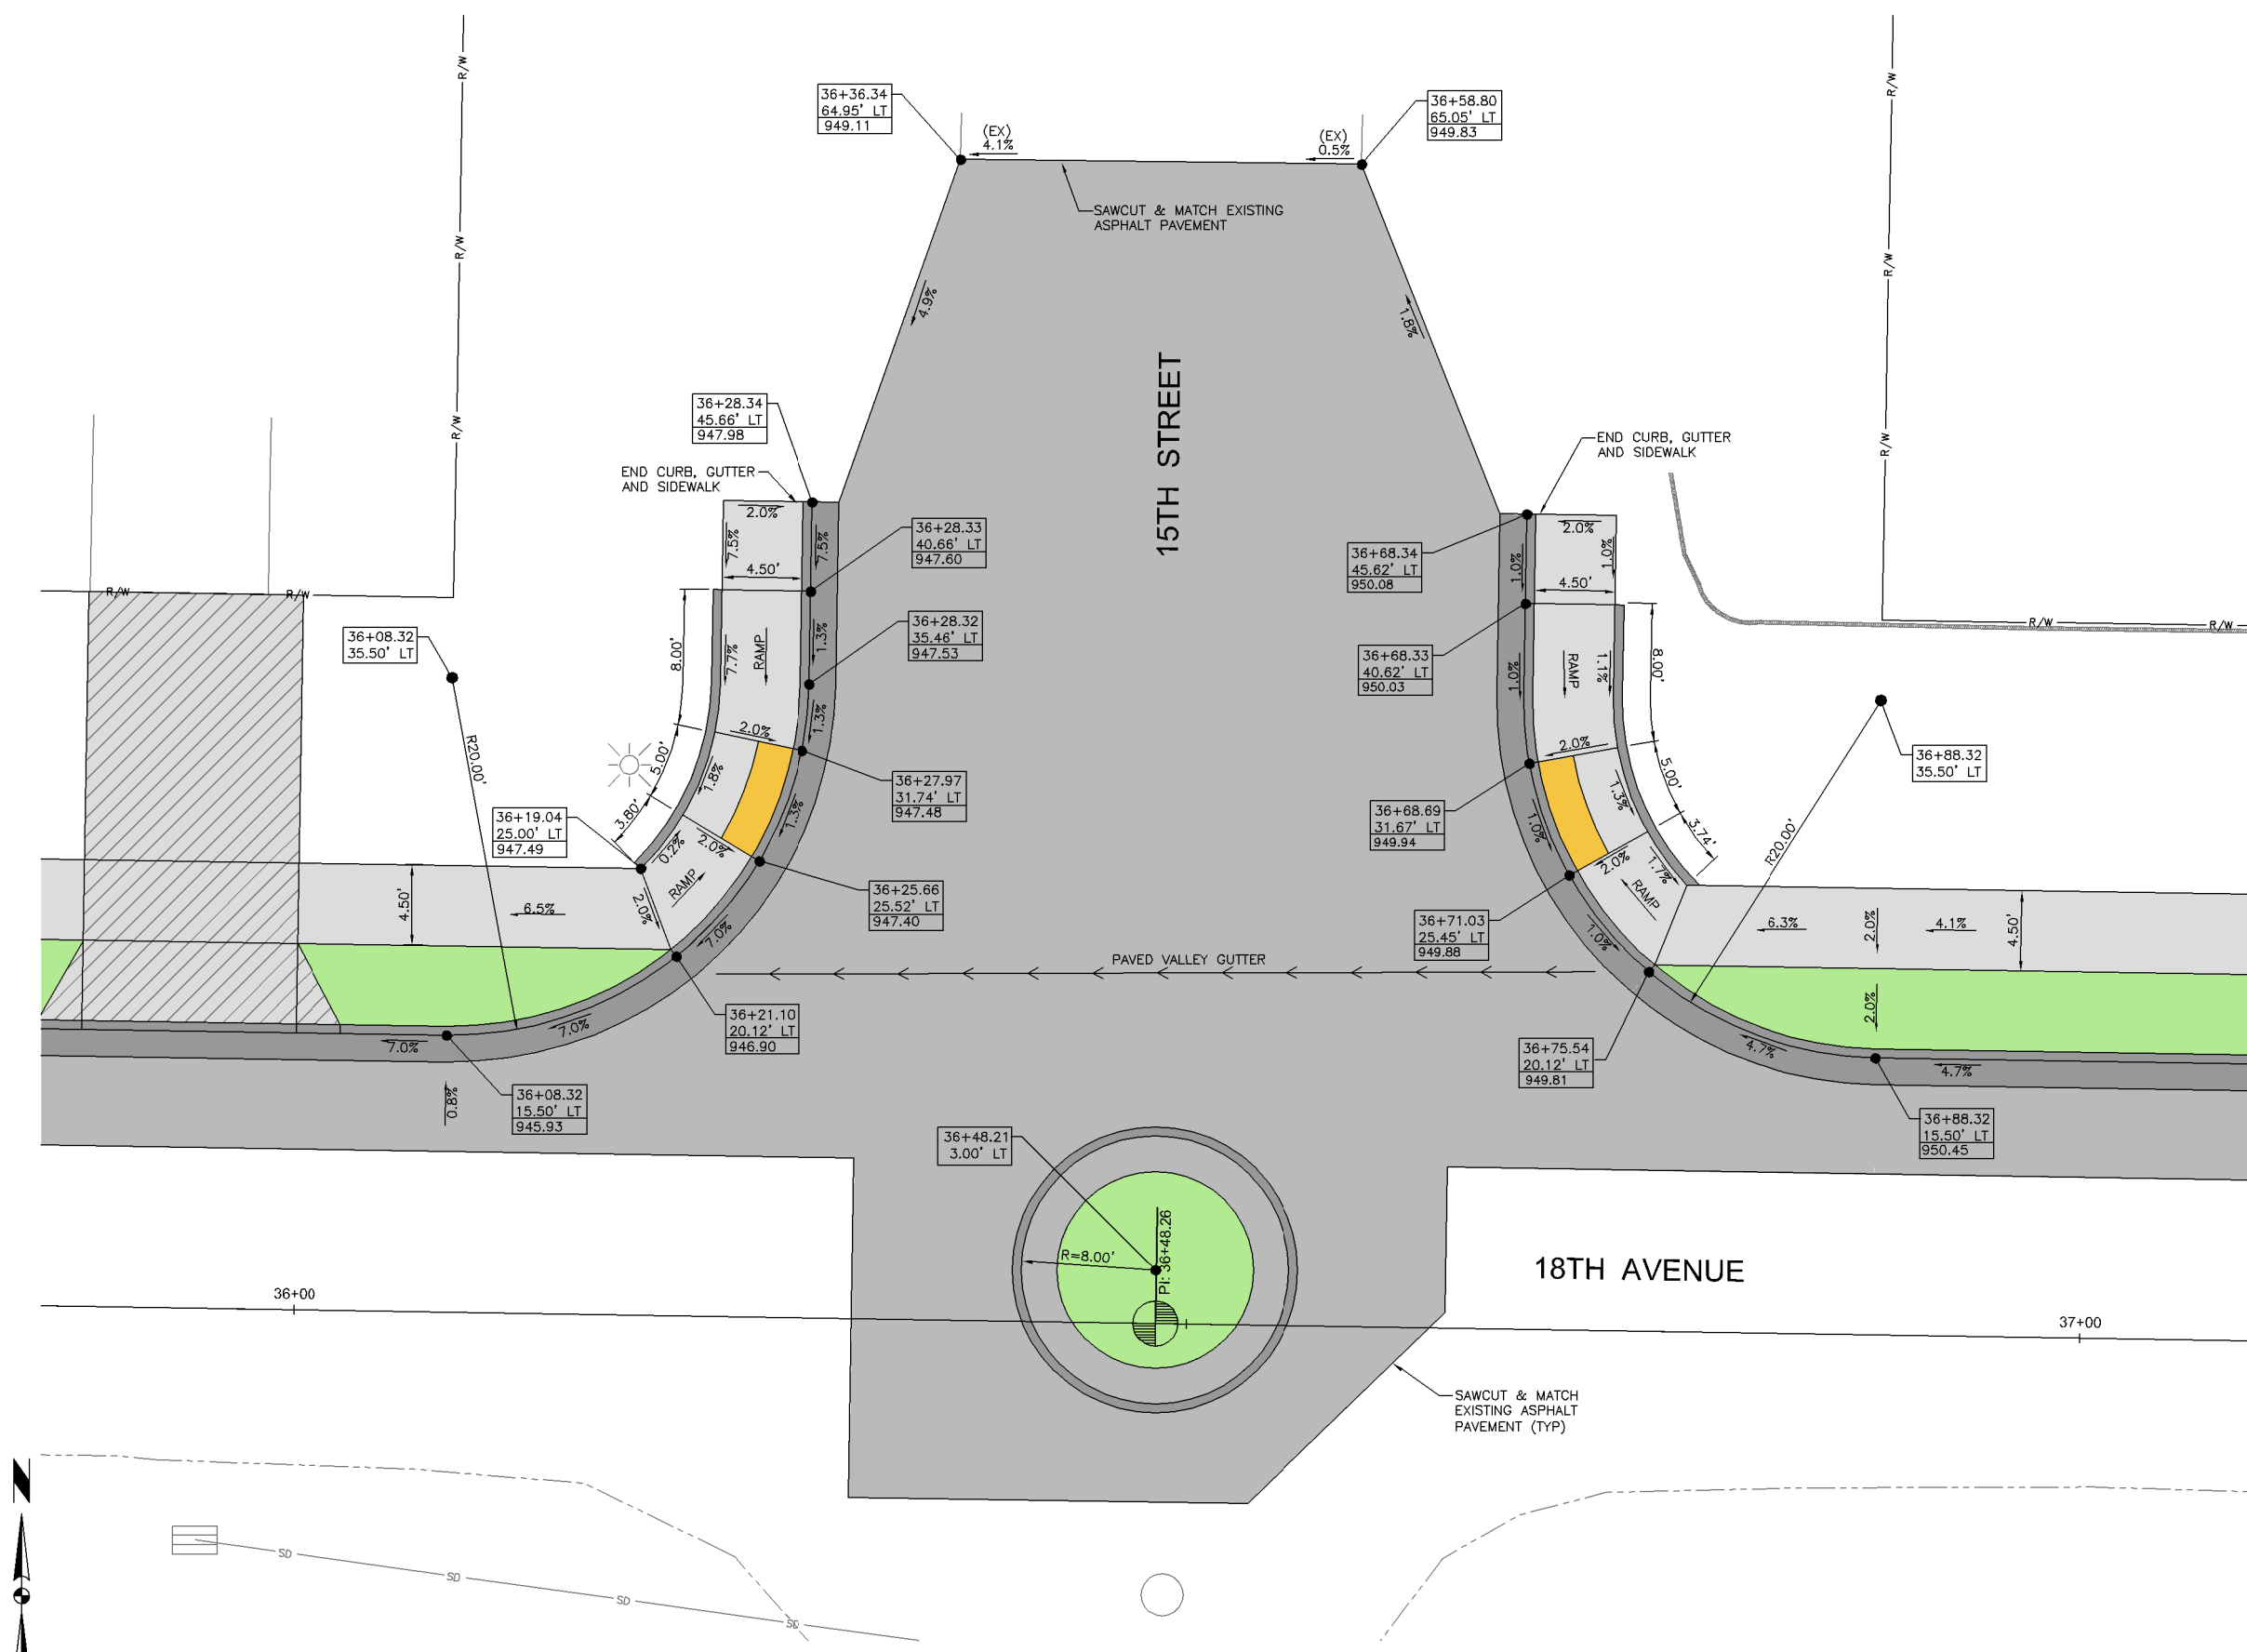 R/W
R/W
36+36.34
64.95' LT
949.11
(EX)
4.1%
(EX)
0.5%
36+58.80
65.05' LT
949.83
SAWCUT & MATCH EXISTING
ASPHALT PAVEMENT
R/W
R/W
4.9%
1.8%
15TH STREET
36+28.34
45.66' LT
947.98
R/W
R/W
END CURB, GUTTER
AND SIDEWALK
END CURB, GUTTER
AND SIDEWALK
2.0%
7.5%
7.5%
4.50'
36+28.33
40.66' LT
947.60
36+68.34
45.62' LT
950.08
2.0%
1.0%
1.0%
4.50'
R/W
R/W
36+08.32
35.50' LT
8.00'
7.7%
RAMP
1.3%
36+28.32
35.46' LT
947.53
36+68.33
40.62' LT
950.03
1.0%
RAMP
1.1%
8.00'
R/W
R/W
R20.00'
2.0%
1.3%
5.00'
1.8%
36+27.97
31.74' LT
947.48
2.0%
5.00'
36+88.32
35.50' LT
36+19.04
25.00' LT
947.49
3.80'
0.2%
2.0%
1.3%
36+68.69
31.67' LT
949.94
1.0%
1.3%
3.74'
R20.00'
4.50'
6.5%
2.0%
RAMP
7.0%
36+25.66
25.52' LT
947.40
36+71.03
25.45' LT
949.88
2.0%
1.7%
RAMP
1.0%
6.3%
2.0%
4.1%
4.50'
PAVED VALLEY GUTTER
36+21.10
20.12' LT
946.90
2.0%
7.0%
7.0%
36+75.54
20.12' LT
949.81
4.7%
4.7%
0.8%
36+08.32
15.50' LT
945.93
36+88.32
15.50' LT
950.45
36+48.21
3.00' LT
R=8.00'
PI: 36+48.26
18TH AVENUE
36+00
37+00
SAWCUT & MATCH
EXISTING ASPHALT
PAVEMENT (TYP)
N
SD
SD
SD
SD